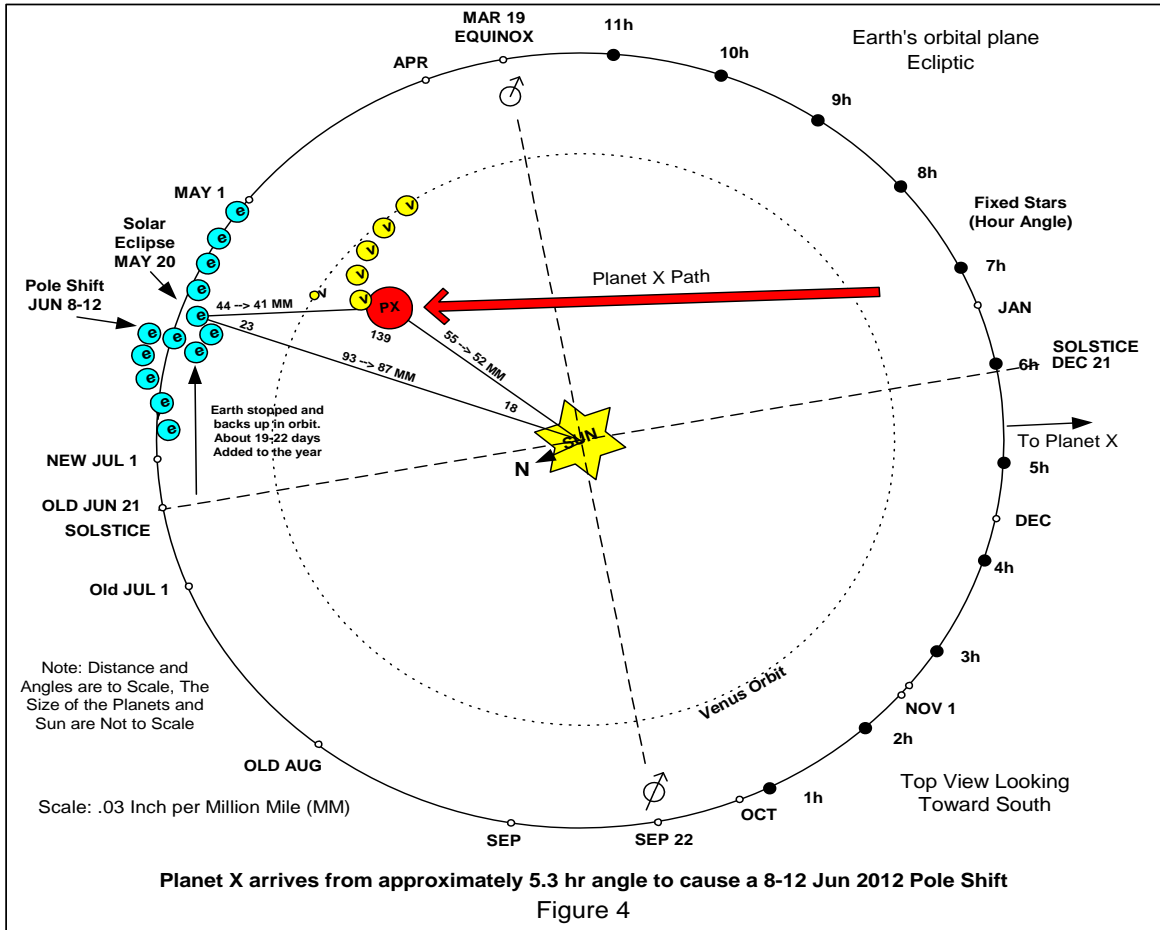 MAR 19
EQUINOX
11h
10h
Earth's orbital plane
Ecliptic
APR
9h
8h
MAY 1
Solar
Eclipse
MAY 20
Fixed Stars
(Hour Angle)
7h
JAN
Pole Shift
JUN 8-12
e
e
e
e
e
e
e
e
e
e
e
e
e
v
v
v
v
v
v
PX
Planet X Path
44 --> 41 MM
23
139
55 --> 52 MM
93 --> 87 MM
18
SUN
N
SOLSTICE
DEC 21
6h
To Planet X
5h
Earth stopped and
backs up in orbit.
About 19-22 days
Added to the year
NEW JUL 1
OLD JUN 21
SOLSTICE
DEC
4h
Old JUL 1
3h
Note: Distance and
Angles are to Scale, The
Size of the Planets and
Sun are Not to Scale
Venus Orbit
NOV 1
2h
OLD AUG
Scale: .03 Inch per Million Mile (MM)
Top View Looking
Toward South
1h
OCT
SEP
SEP 22
Planet X arrives from approximately 5.3 hr angle to cause a 8-12 Jun 2012 Pole Shift
Figure 4